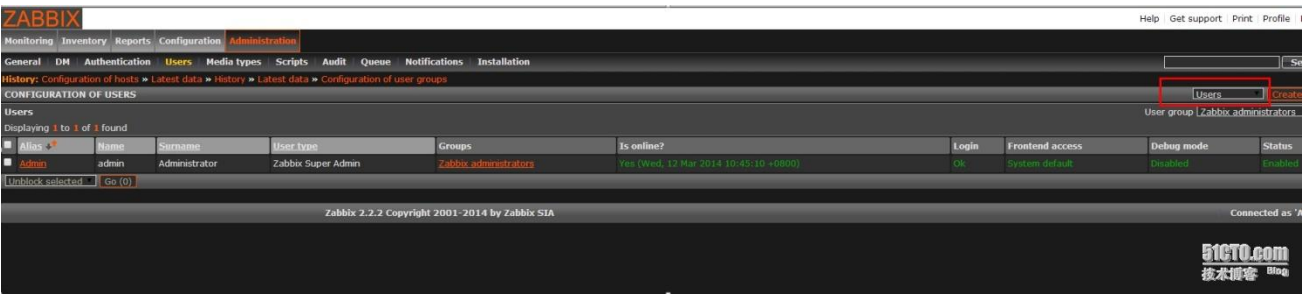 ZABBIX
Help Get support Print Profile
Monitoring Inventory Reports Configuration Administration
General DM Authentication Users Media types Scripts Audit Queue Notifications Installation
Se
History: Configuration of hosts » Latest data » History » Latest data » Configuration of user groups
CONFIGURATION OF USERS
Users Create
Users
User group Zabbix administrators
Displaying 1 to 1 of 1 found
Alias Name Surname User type Groups Is online? Login Frontend access Debug mode Status
Admin admin Administrator Zabbix Super Admin Zabbix administrators Yes (Wed, 12 Mar 2014 10:45:10 +0800) Ok System default Disabled Enabled
Unblock selected Go (0)
Zabbix 2.2.2 Copyright 2001-2014 by Zabbix SIA
Connected as 'A
51CTO.com
技术博客 Blog